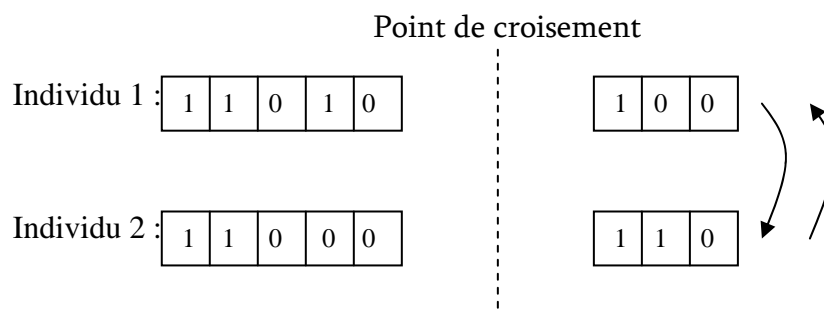 Point de croisement
Individu 1 : 1 1 0 1 0 1 0 0
Individu 2 : 1 1 0 0 0 1 1 0